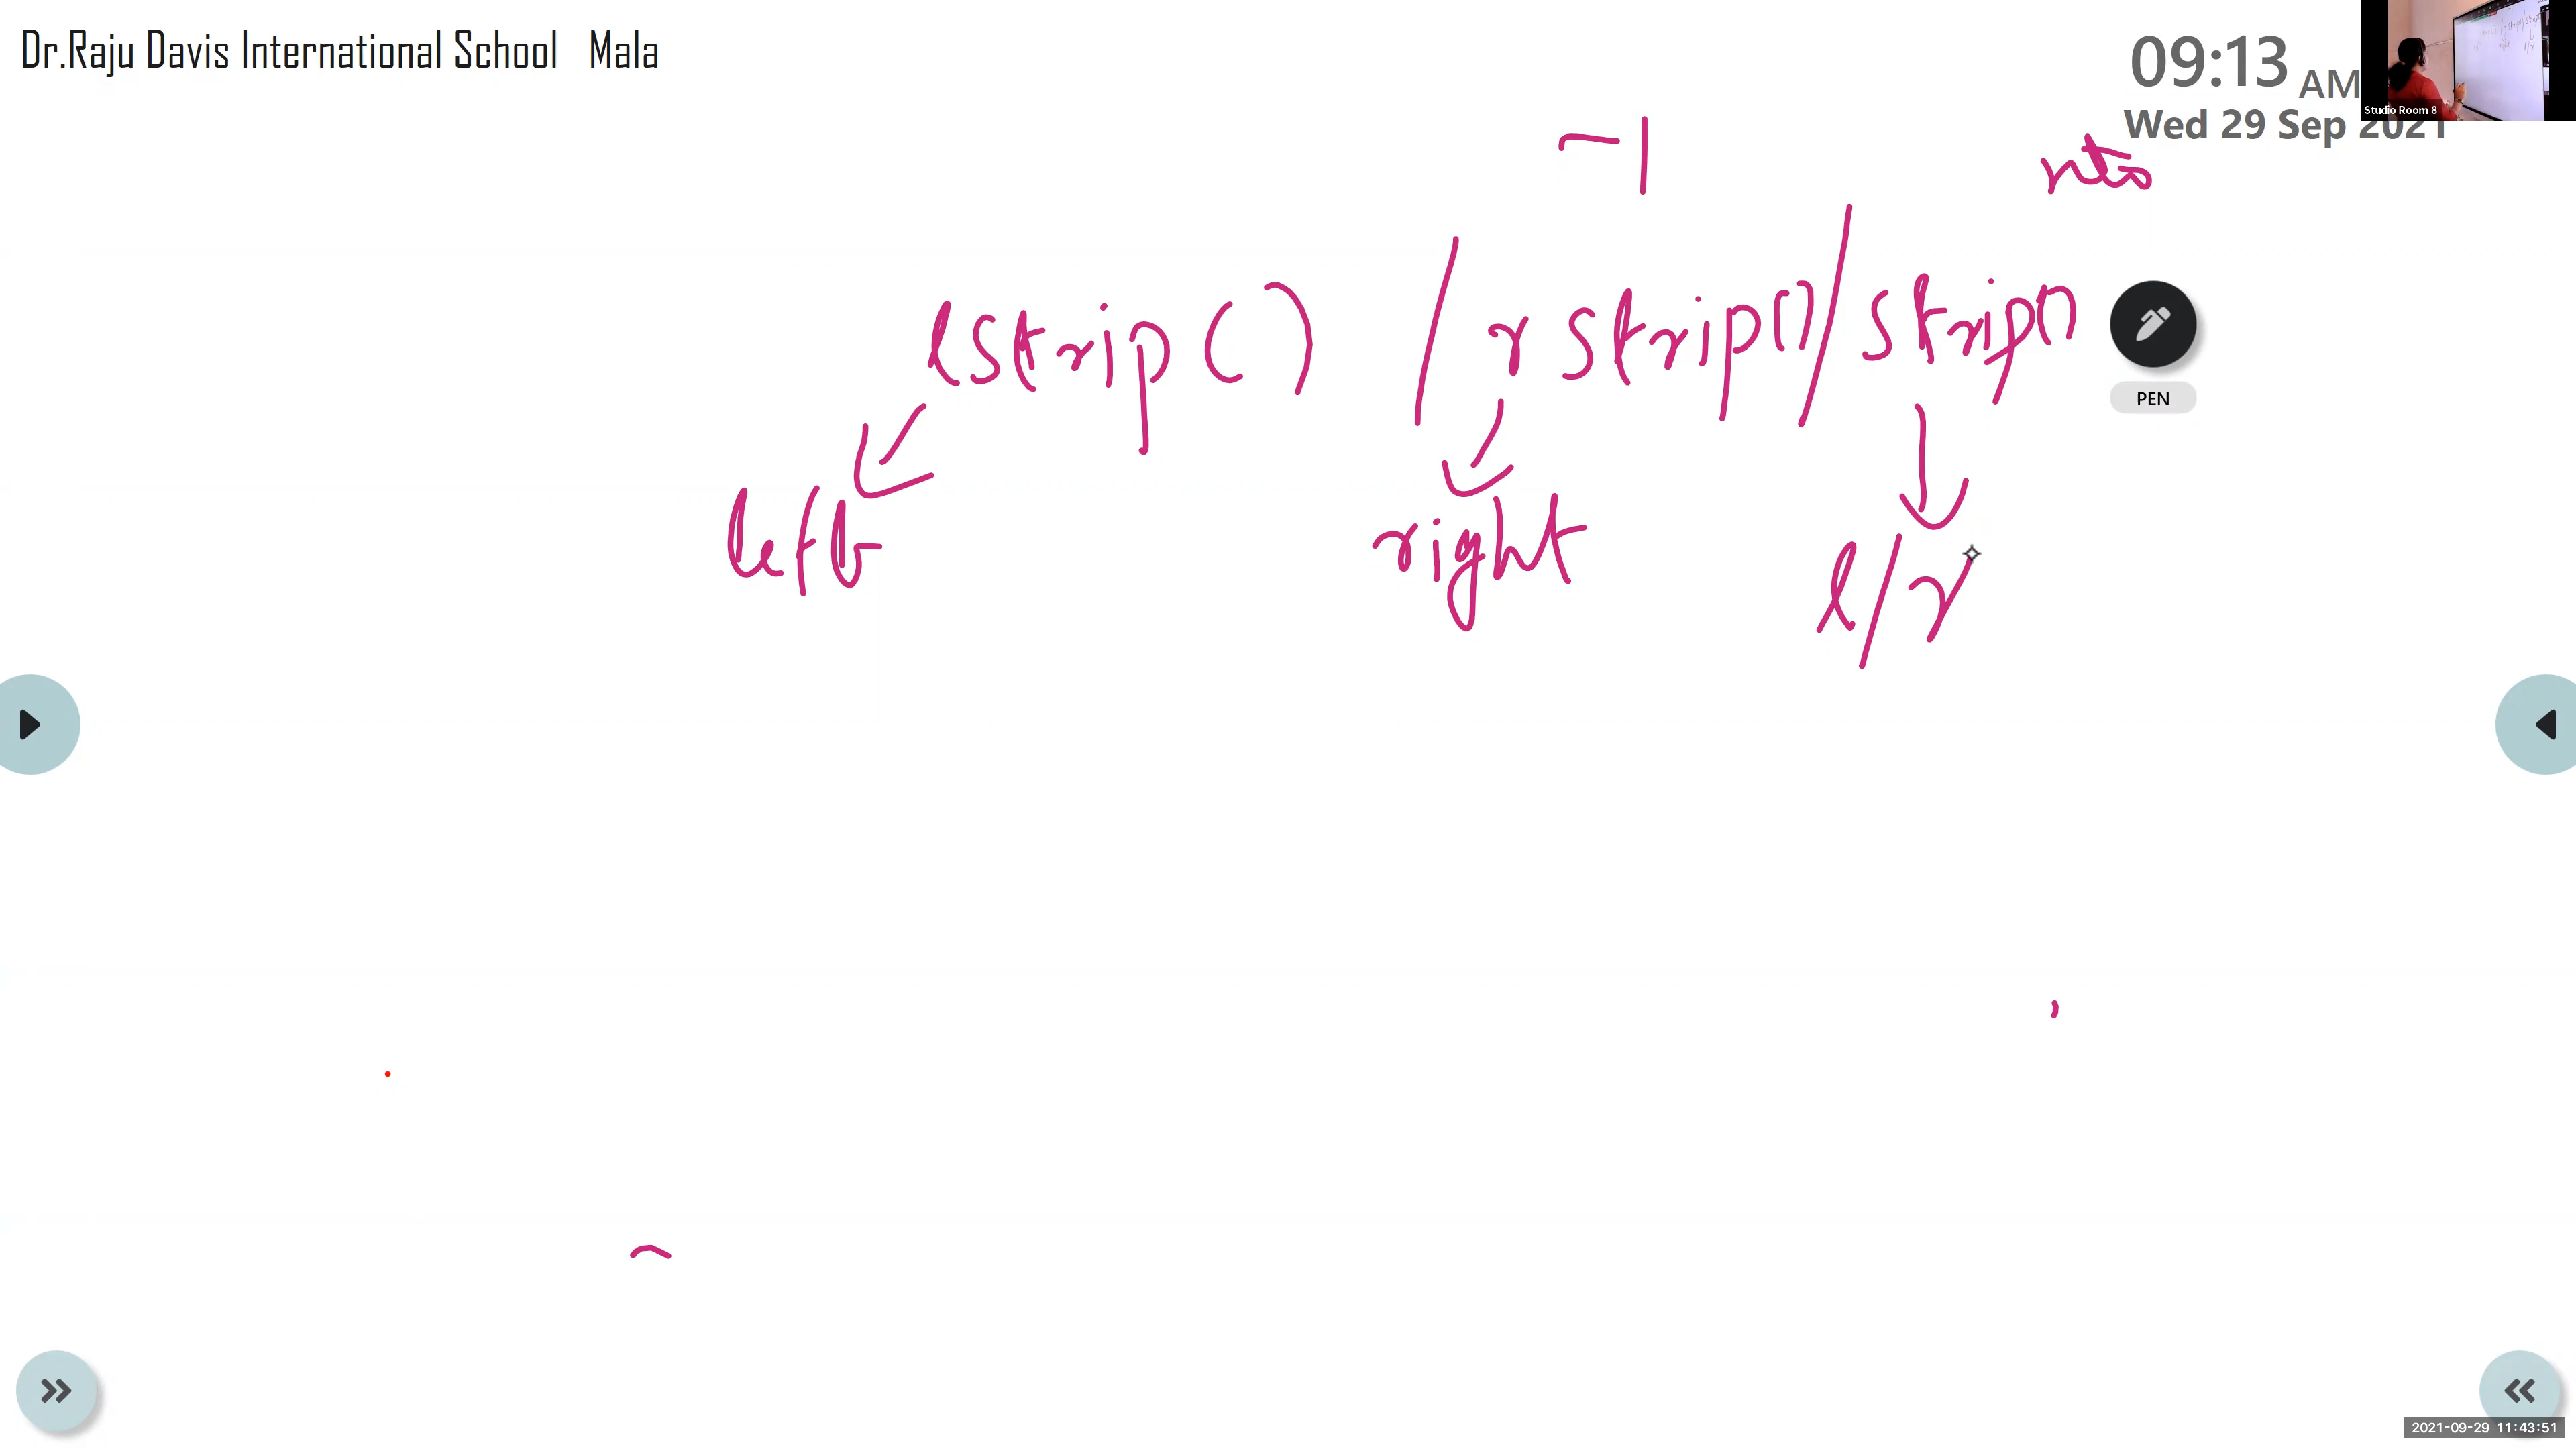 Dr.Raju Davis International School Mala
09:13 AM
Studio Room 8
Wed 29 Sep 2021
-1
lstrip() / rstrip() / strip()
PEN
left right l/r
2021-09-29 11:43:51